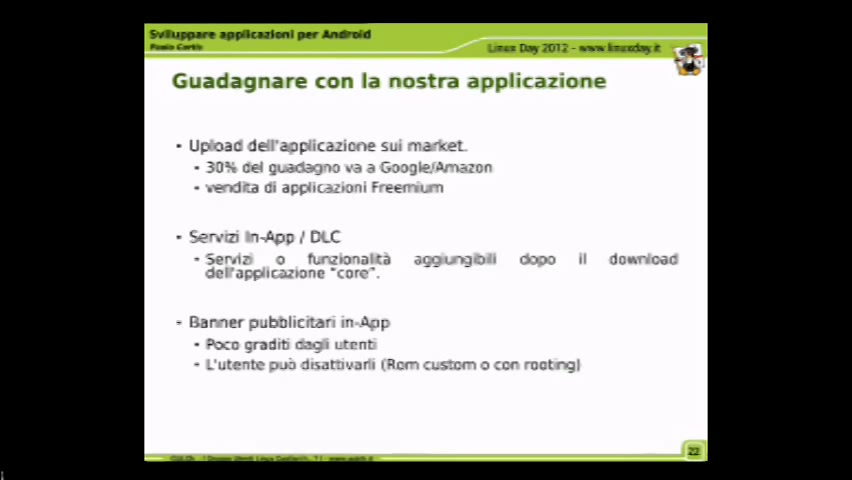 Sviluppare applicazioni per Android
Linux Day 2012 - www.linuxday.it
Guadagnare con la nostra applicazione
• Upload dell'applicazione sui market.
• 30% del guadagno va a Google/Amazon
• vendita di applicazioni Freemium
• Servizi In-App / DLC
• Servizi o funzionalità aggiungibili dopo il download
dell'applicazione "core".
• Banner pubblicitari in-App
• Poco graditi dagli utenti
• L'utente può disattivarli (Rom custom o con rooting)
22